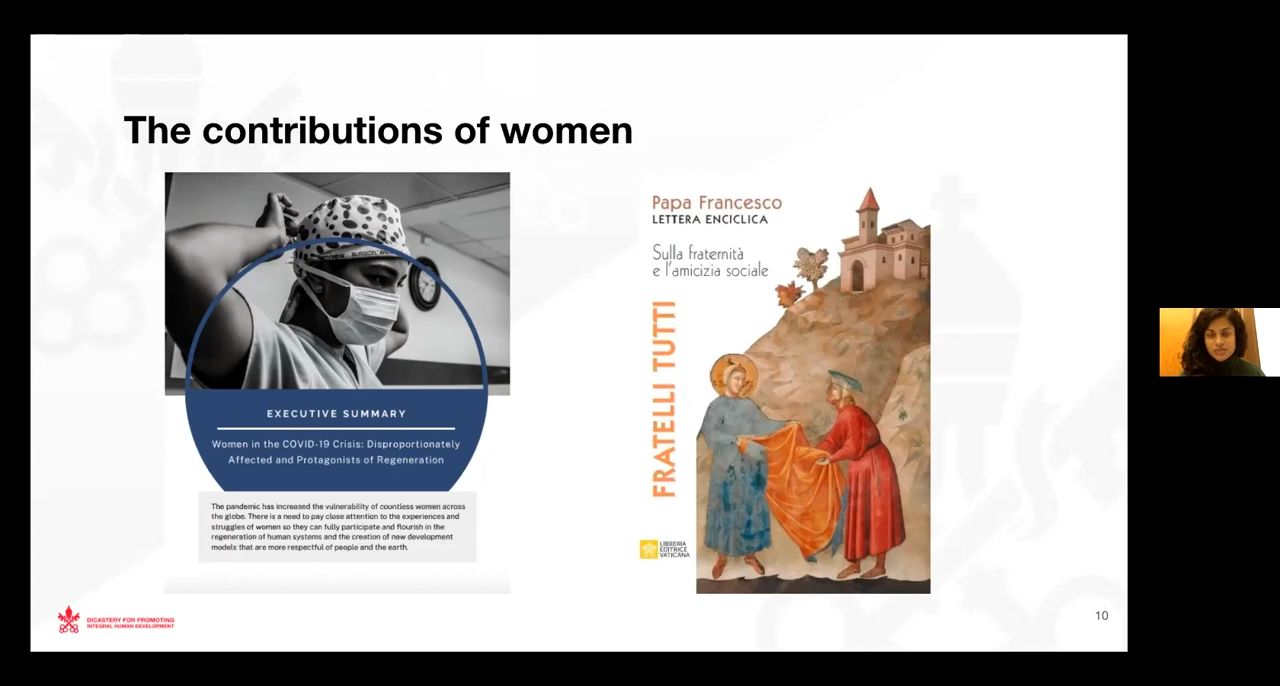 The contributions of women
EXECUTIVE SUMMARY
Women in the COVID-19 Crisis: Disproportionately
Affected and Protagonists of Regeneration
The pandemic has increased the vulnerability of countless women across
the globe. There is a need to pay close attention to the experiences and
struggles of women so they can fully participate and flourish in the
regeneration of human systems and the creation of new development
models that are more respectful of people and the earth.
Papa Francesco
LETTERA ENCICLICA
Sulla fraternità
e l'amicizia sociale
FRATELLI TUTTI
LIBRERIA
EDITRICE
VATICANA
DICASTERY FOR PROMOTING
INTEGRAL HUMAN DEVELOPMENT
10